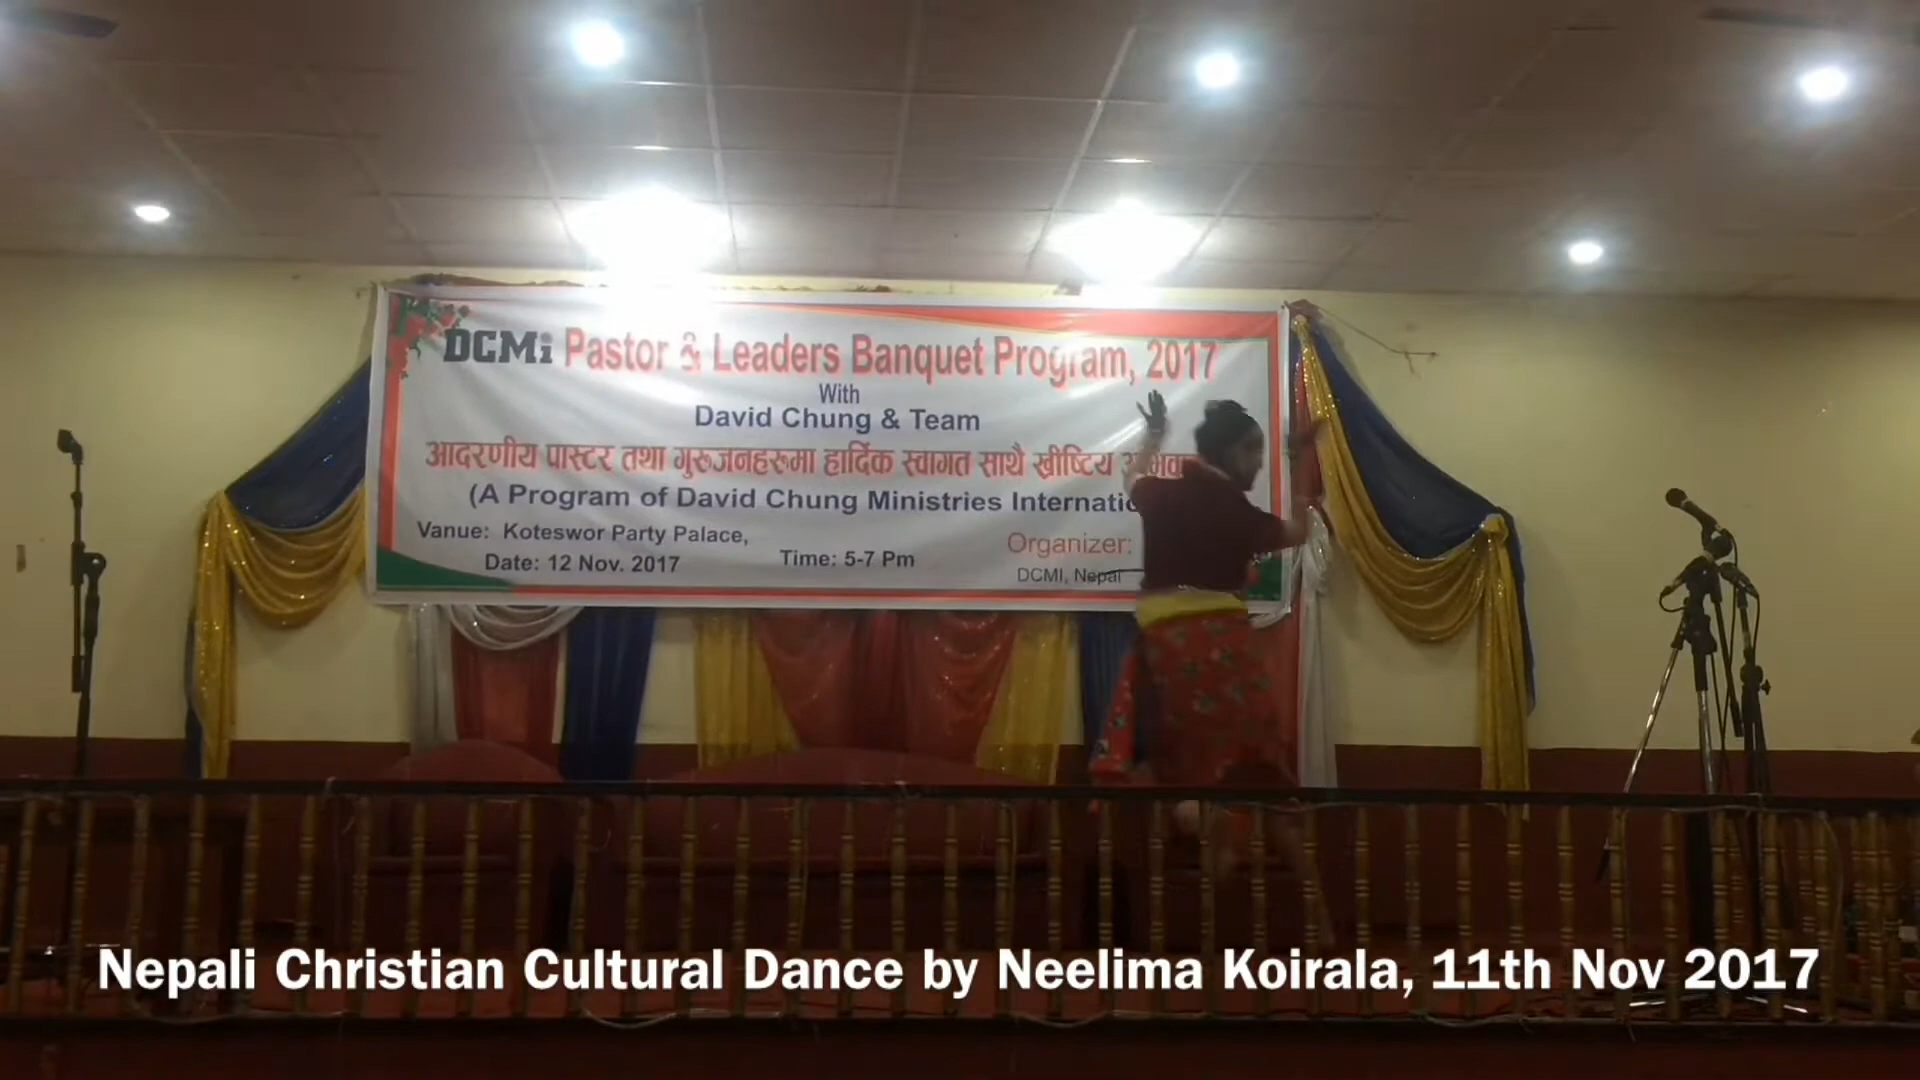 DCMi Pastor & Leaders Banquet Program, 2017
With
David Chung & Team
आदरणीय पास्टर तथा गुरुजनहरुमा हार्दिक स्वागत साथै ख्रीष्टिय
(A Program of David Chung Ministries
Vanue: Koteswor Party Palace,
Date: 12 Nov. 2017
Time: 5-7 Pm
Organizer:
DCMI, Nepal
Nepali Christian Cultural Dance by Neelima Koirala, 11th Nov 2017